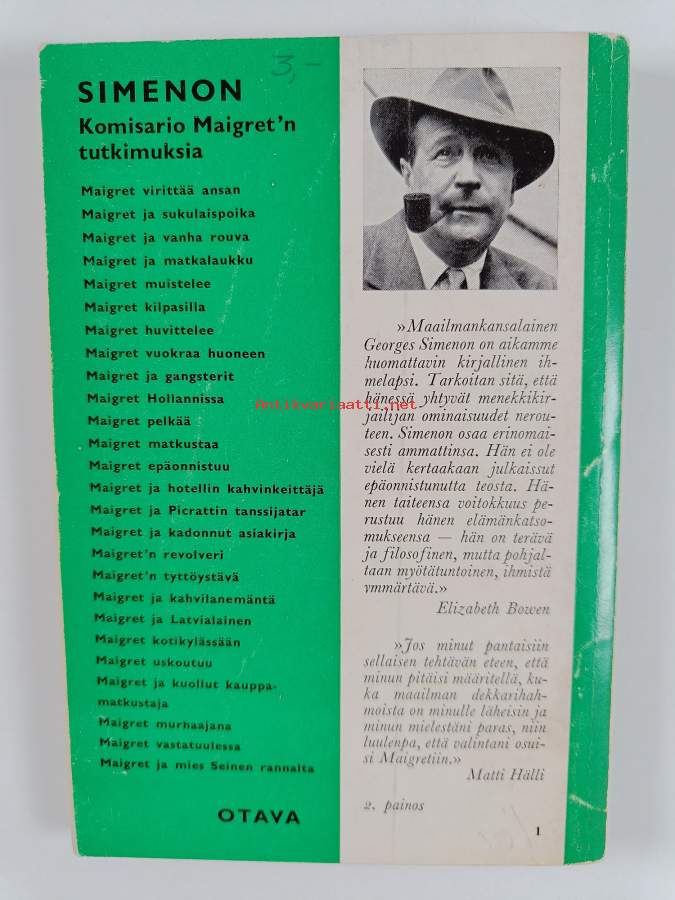 3,-
SIMENON
Komisario Maigret'n
tutkimuksia
Maigret virittää ansan
Maigret ja sukulaispoika
Maigret ja vanha rouva
Maigret ja matkalaukku
Maigret muistelee
Maigret kilpasilla
Maigret huvittelee
Maigret vuokraa huoneen
Maigret ja gangsterit
Maigret Hollannissa
Maigret pelkää
Maigret matkustaa
Maigret epäonnistuu
Maigret ja hotellin kahvinkeittäjä
Maigret ja Picrattin tanssijatar
Maigret ja kadonnut asiakirja
Maigret'n revolveri
Maigret'n tyttöystävä
Maigret ja kahvilanemäntä
Maigret ja Latvialainen
Maigret kotikylässään
Maigret uskoutuu
Maigret ja kuollut kauppa-
matkustaja
Maigret murhaajana
Maigret vastatuulessa
Maigret ja mies Seinen rannalta
OTAVA
»Maailmankansalainen
Georges Simenon on aikamme
huomattavin kirjallinen ih-
melapsi. Tarkoitan sitä, että
hänessä yhtyvät menekkikir-
jailijan ominaisuudet nerou-
teen. Simenon osaa erinomai-
sesti ammattinsa. Hän ei ole
vielä kertaakaan julkaissut
epäonnistunutta teosta. Hä-
nen taiteensa voitokkuus pe-
rustuu hänen elämänkatso-
mukseensa — hän on terävä
ja filosofinen, mutta pohjal-
taan myötätuntoinen, ihmistä
ymmärtävä.»
Elizabeth Bowen
»Jos minut pantaisiin
sellaisen tehtävän eteen, että
minun pitäisi määritellä, ku-
ka maailman dekkarihah-
moista on minulle läheisin ja
minun mielestäni paras, niin
luulenpa, että valintani osui-
si Maigretiin.»
Matti Hälli
2. painos
1
Antikvariaatti.net